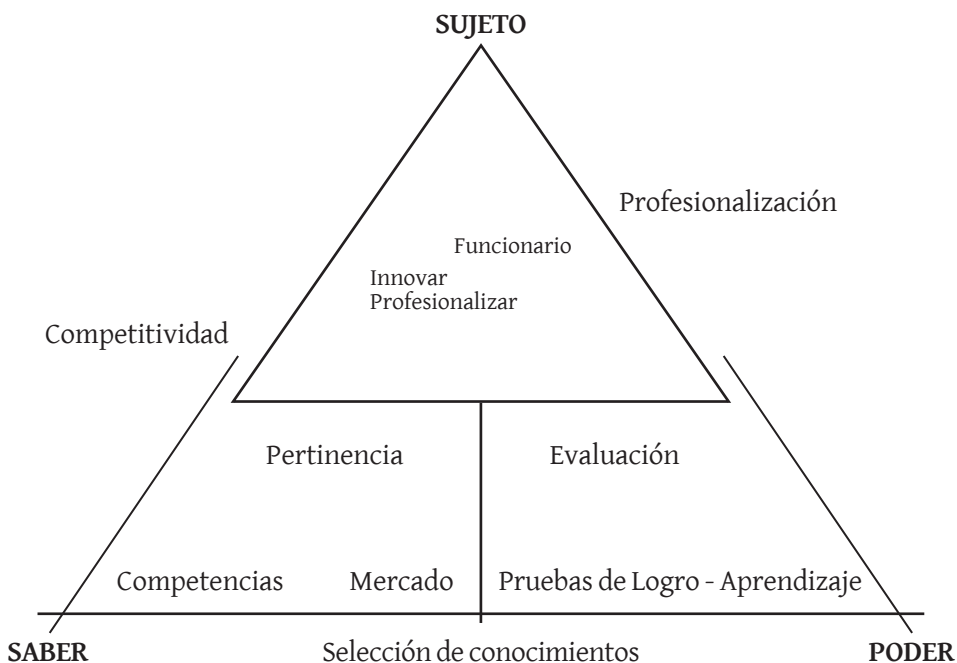 SUJETO
Profesionalización
Funcionario
Innovar
Profesionalizar
Competitividad
Pertinencia
Evaluación
Competencias
Mercado
Pruebas de Logro - Aprendizaje
SABER
Selección de conocimientos
PODER